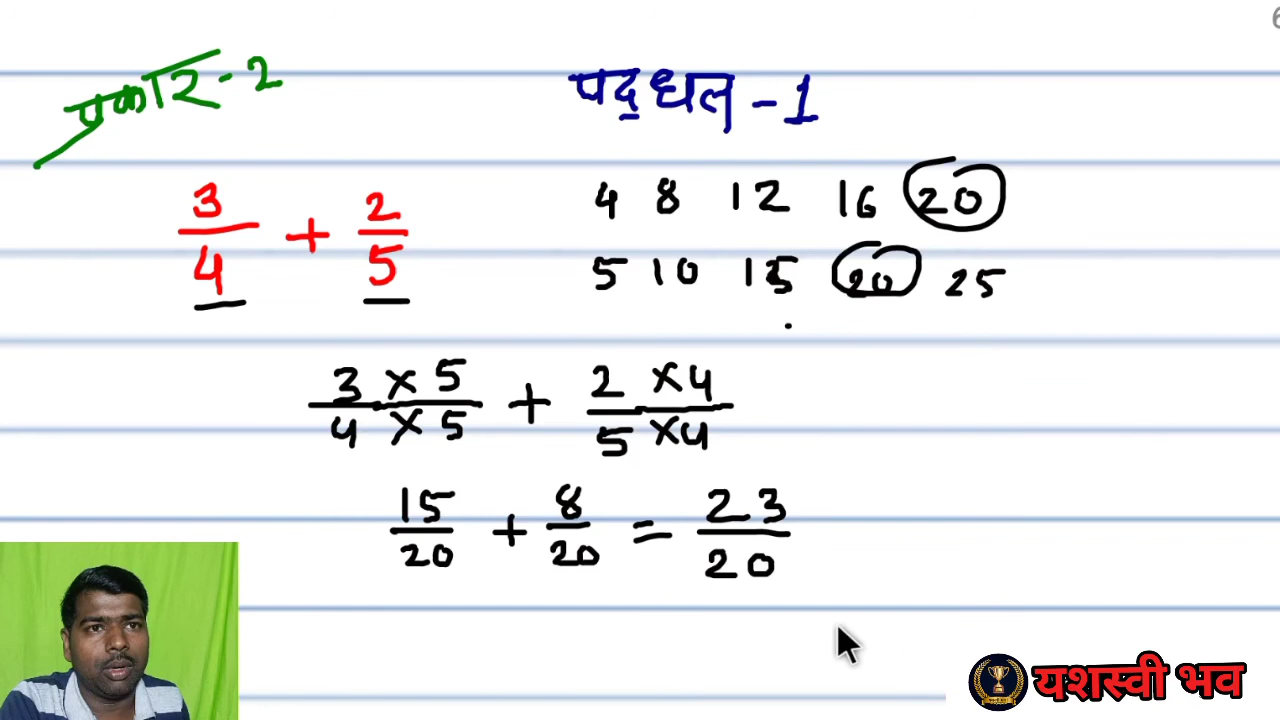 प्रकार - 2
पद्धत - 1
3/4 + 2/5
4 8 12 16 20
5 10 15 20 25
3 × 5 / 4 × 5 + 2 × 4 / 5 × 4
15/20 + 8/20 = 23/20
यशस्वी भव